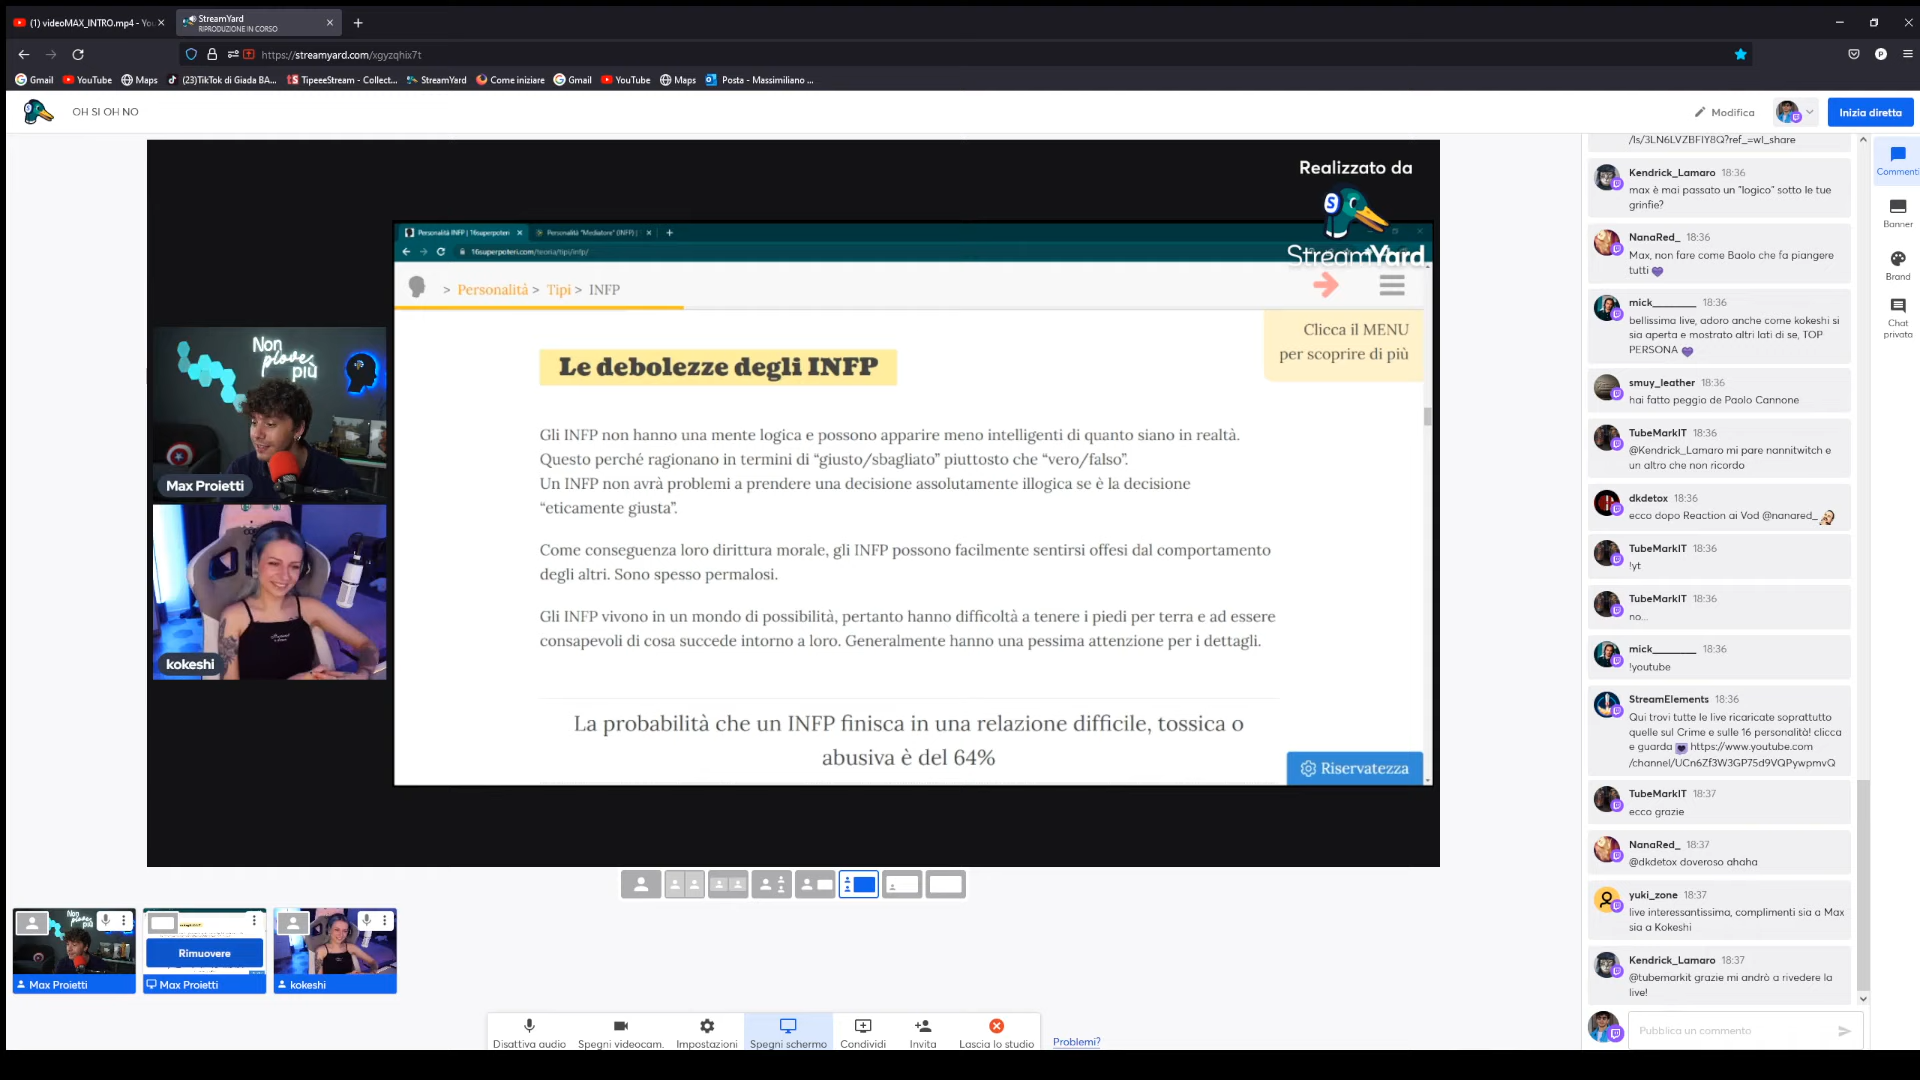 (1) videoMAX_INTRO.mp4 - You
StreamYard
RIPRODUZIONE IN CORSO
https://streamyard.com/xgyzqhix7t
Gmail
YouTube
Maps
(23)TikTok di Giada BA...
TipeeeStream - Collect...
StreamYard
Come iniziare
Gmail
YouTube
Maps
Posta - Massimiliano ...
OH SI OH NO
Modifica
Inizia diretta
Realizzato da
StreamYard
Personalità INFP | 16superpoteri
Personalità "Mediatore" (INFP) |
16superpoteri.com/teoria/tipi/infp/
> Personalità > Tipi > INFP
Clicca il MENU
per scoprire di più
Le debolezze degli INFP
Gli INFP non hanno una mente logica e possono apparire meno intelligenti di quanto siano in realtà.
Questo perché ragionano in termini di “giusto/sbagliato” piuttosto che “vero/falso”.
Un INFP non avrà problemi a prendere una decisione assolutamente illogica se è la decisione
“eticamente giusta”.
Come conseguenza loro dirittura morale, gli INFP possono facilmente sentirsi offesi dal comportamento
degli altri. Sono spesso permalosi.
Gli INFP vivono in un mondo di possibilità, pertanto hanno difficoltà a tenere i piedi per terra e ad essere
consapevoli di cosa succede intorno a loro. Generalmente hanno una pessima attenzione per i dettagli.
La probabilità che un INFP finisca in una relazione difficile, tossica o
abusiva è del 64%
Riservatezza
Non
piove
più
Max Proietti
kokeshi
Rimuovere
Max Proietti
Max Proietti
kokeshi
Disattiva audio
Spegni videocam.
Impostazioni
Spegni schermo
Condividi
Invita
Lascia lo studio
Problemi?
/ls/3LN6LVZBFIY8Q?ref_=wl_share
Kendrick_Lamaro 18:36
max è mai passato un "logico" sotto le tue
grinfie?
NanaRed_ 18:36
Max, non fare come Baolo che fa piangere
tutti
mick________ 18:36
bellissima live, adoro anche come kokeshi si
sia aperta e mostrato altri lati di se, TOP
PERSONA
smuy_leather 18:36
hai fatto peggio de Paolo Cannone
TubeMarkIT 18:36
@Kendrick_Lamaro mi pare nannitwitch e
un altro che non ricordo
dkdetox 18:36
ecco dopo Reaction ai Vod @nanared_
TubeMarkIT 18:36
!yt
TubeMarkIT 18:36
no...
mick________ 18:36
!youtube
StreamElements 18:36
Qui trovi tutte le live ricaricate soprattutto
quelle sul Crime e sulle 16 personalità! clicca
e guarda https://www.youtube.com
/channel/UCn6Zf3W3GP75d9VQPywpmvQ
TubeMarkIT 18:37
ecco grazie
NanaRed_ 18:37
@dkdetox doveroso ahaha
yuki_zone 18:37
live interessantissima, complimenti sia a Max
sia a Kokeshi
Kendrick_Lamaro 18:37
@tubemarkit grazie mi andrò a rivedere la
live!
Pubblica un commento
Commenti
Banner
Brand
Chat
privato